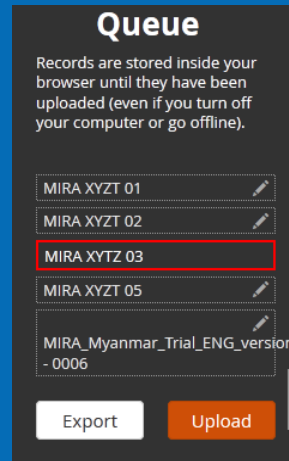 Queue
Records are stored inside your
browser until they have been
uploaded (even if you turn off
your computer or go offline).
MIRA XYZT 01
MIRA XYZT 02
MIRA XYTZ 03
MIRA XYZT 05
MIRA_Myanmar_Trial_ENG_version
- 0006
Export
Upload